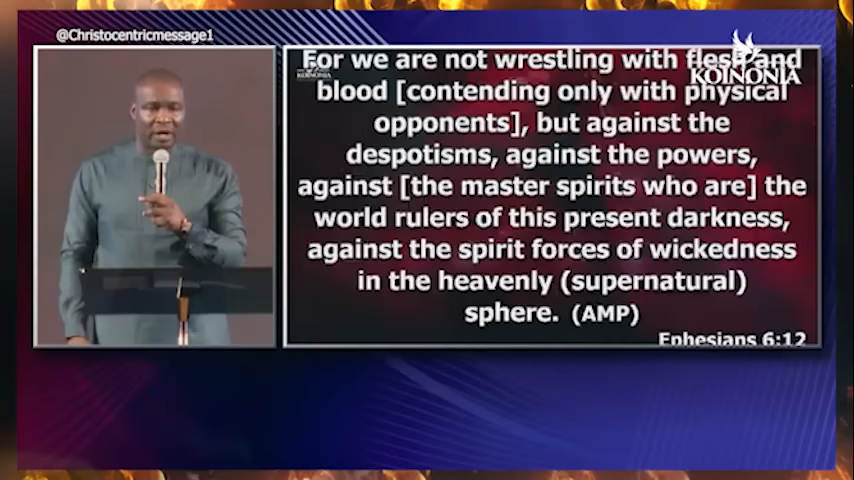 @Christocentricmessage1
For we are not wrestling with flesh and
blood [contending only with physical
opponents], but against the
despotisms, against the powers,
against [the master spirits who are] the
world rulers of this present darkness,
against the spirit forces of wickedness
in the heavenly (supernatural)
sphere. (AMP)
Ephesians 6:12
KOINONIA
KOINONIA